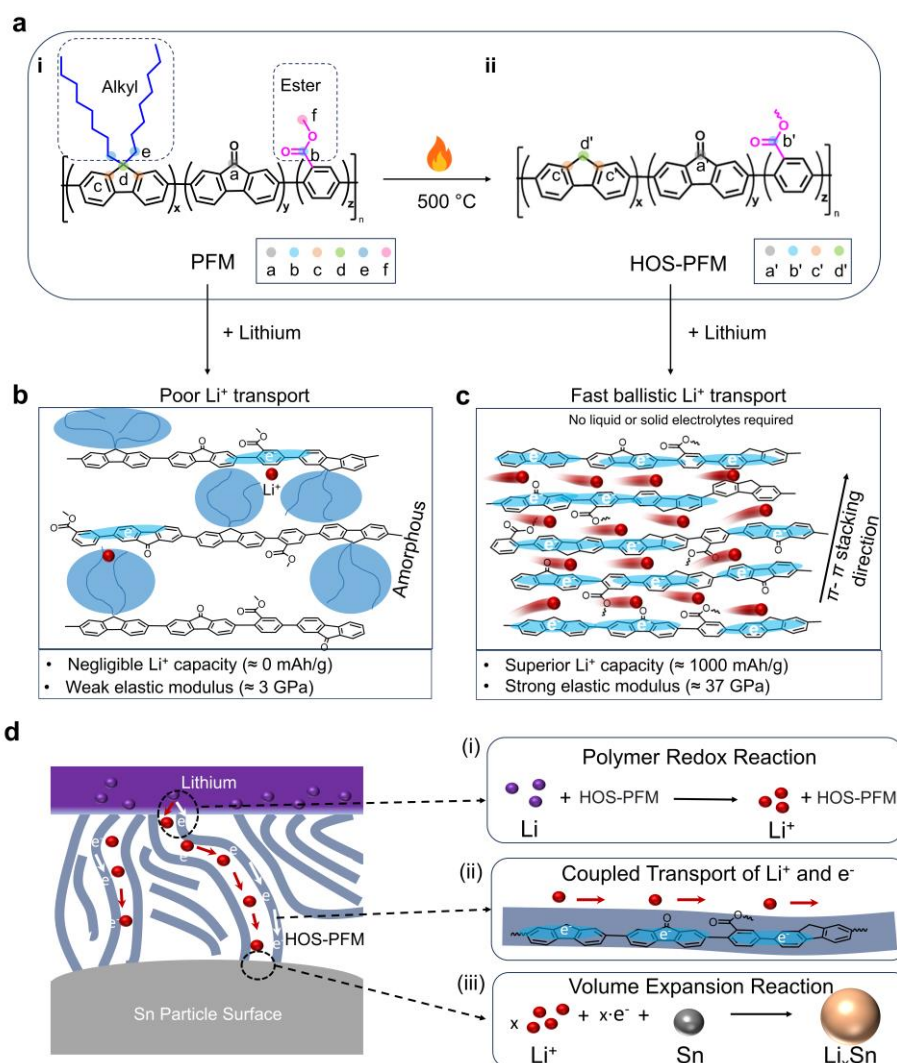 a
i
ii
Alkyl
Ester
f
O
O
b
e
d
c
O
a
x
y
z
n
500 °C
d'
c' c'
O
a'
O
O
b'
x
y
z
n
PFM
a b c d e f
HOS-PFM
a' b' c' d'
+ Lithium
+ Lithium
b
Poor Li⁺ transport
e⁻
Li⁺
Amorphous
• Negligible Li⁺ capacity (≈ 0 mAh/g)
• Weak elastic modulus (≈ 3 GPa)
c
Fast ballistic Li⁺ transport
No liquid or solid electrolytes required
π- π stacking
direction
• Superior Li⁺ capacity (≈ 1000 mAh/g)
• Strong elastic modulus (≈ 37 GPa)
d
Lithium
HOS-PFM
Sn Particle Surface
(i)
Polymer Redox Reaction
+ HOS-PFM + HOS-PFM
Li Li⁺
(ii)
Coupled Transport of Li⁺ and e⁻
e⁻ e⁻ e⁻
(iii)
Volume Expansion Reaction
x + x·e⁻ +
Li⁺ Sn LiₓSn